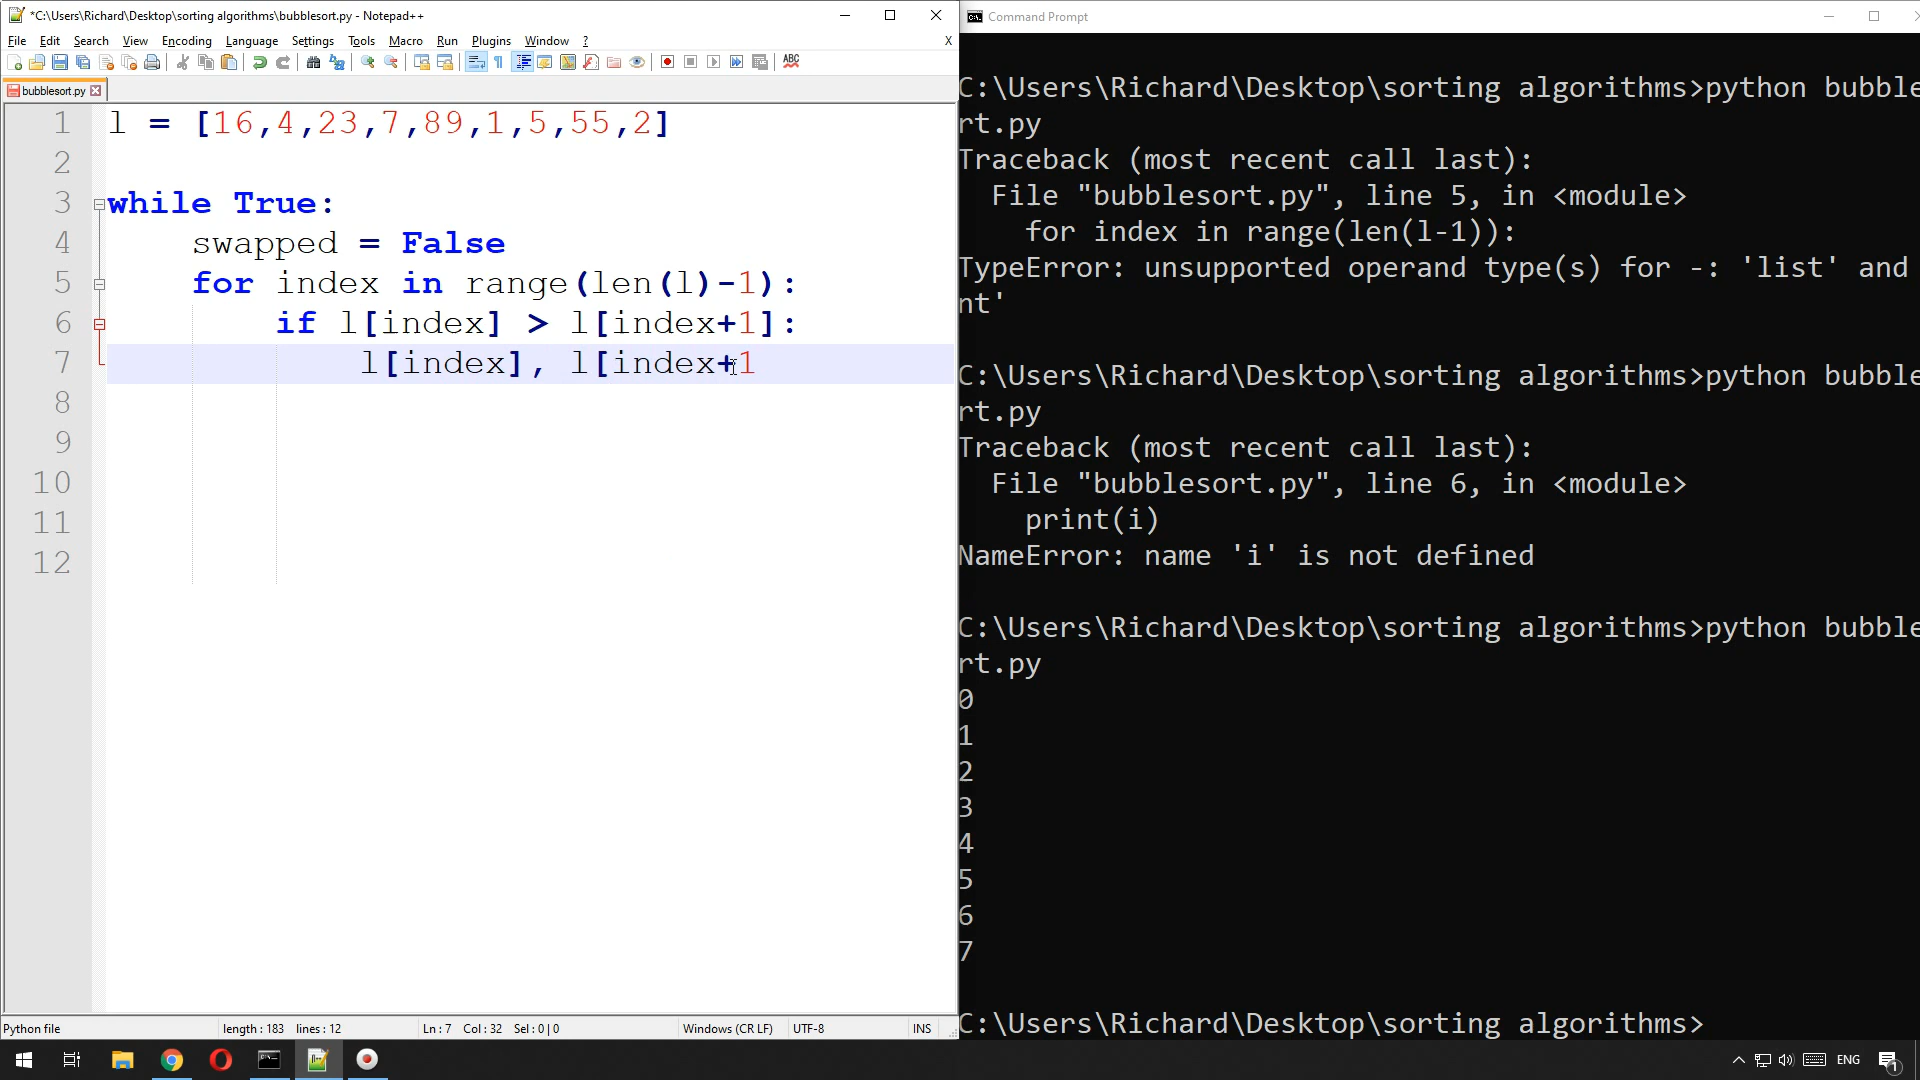 *C:\Users\Richard\Desktop\sorting algorithms\bubblesort.py - Notepad++
File Edit Search View Encoding Language Settings Tools Macro Run Plugins Window ? X
ABC
bubblesort.py
1 l = [16,4,23,7,89,1,5,55,2]
2
3 while True:
4 swapped = False
5 for index in range(len(l)-1):
6 if l[index] > l[index+1]:
7 l[index], l[index+1
8
9
10
11
12
Python file length : 183 lines : 12 Ln : 7 Col : 32 Sel : 0 | 0 Windows (CR LF) UTF-8 INS
Command Prompt
C:\Users\Richard\Desktop\sorting algorithms>python bubble
rt.py
Traceback (most recent call last):
File "bubblesort.py", line 5, in <module>
for index in range(len(l-1)):
TypeError: unsupported operand type(s) for -: 'list' and
nt'
C:\Users\Richard\Desktop\sorting algorithms>python bubble
rt.py
Traceback (most recent call last):
File "bubblesort.py", line 6, in <module>
print(i)
NameError: name 'i' is not defined
C:\Users\Richard\Desktop\sorting algorithms>python bubble
rt.py
0
1
2
3
4
5
6
7
C:\Users\Richard\Desktop\sorting algorithms>
ENG 1